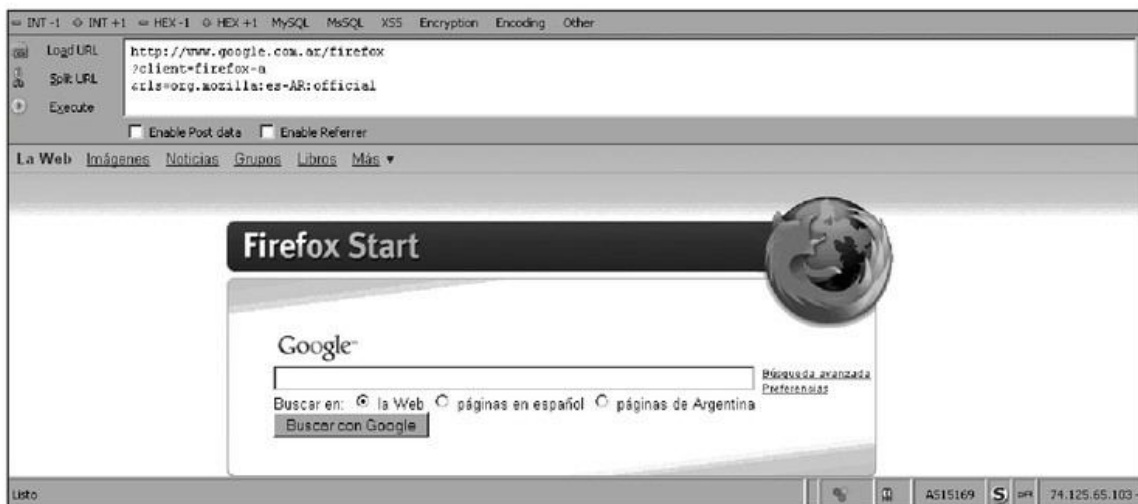 INT -1 INT +1 HEX -1 HEX +1 MySQL MsSQL XSS Encryption Encoding Other
Load URL
Split URL
Execute
http://www.google.com.ar/firefox
?client=firefox-a
&rls=org.mozilla:es-AR:official
Enable Post data Enable Referrer
La Web Imágenes Noticias Grupos Libros Más ▼
Firefox Start
Google™
Búsqueda avanzada
Preferencias
Buscar en: la Web páginas en español páginas de Argentina
Buscar con Google
Listo AS15169 S 74.125.65.103